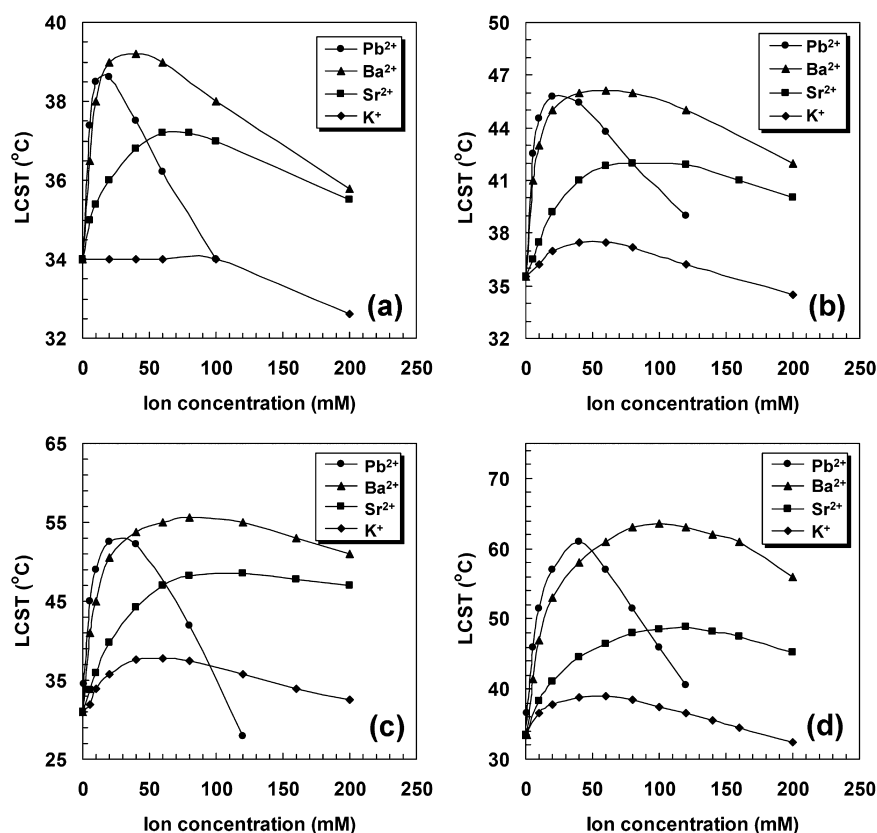 40
38
36
34
32
LCST (°C)
0 50 100 150 200 250
Ion concentration (mM)
Pb²⁺
Ba²⁺
Sr²⁺
K⁺
(a)
50
47
44
41
38
35
32
LCST (°C)
0 50 100 150 200 250
Ion concentration (mM)
Pb²⁺
Ba²⁺
Sr²⁺
K⁺
(b)
65
55
45
35
25
LCST (°C)
0 50 100 150 200 250
Ion concentration (mM)
Pb²⁺
Ba²⁺
Sr²⁺
K⁺
(c)
70
60
50
40
30
LCST (°C)
0 50 100 150 200 250
Ion concentration (mM)
Pb²⁺
Ba²⁺
Sr²⁺
K⁺
(d)